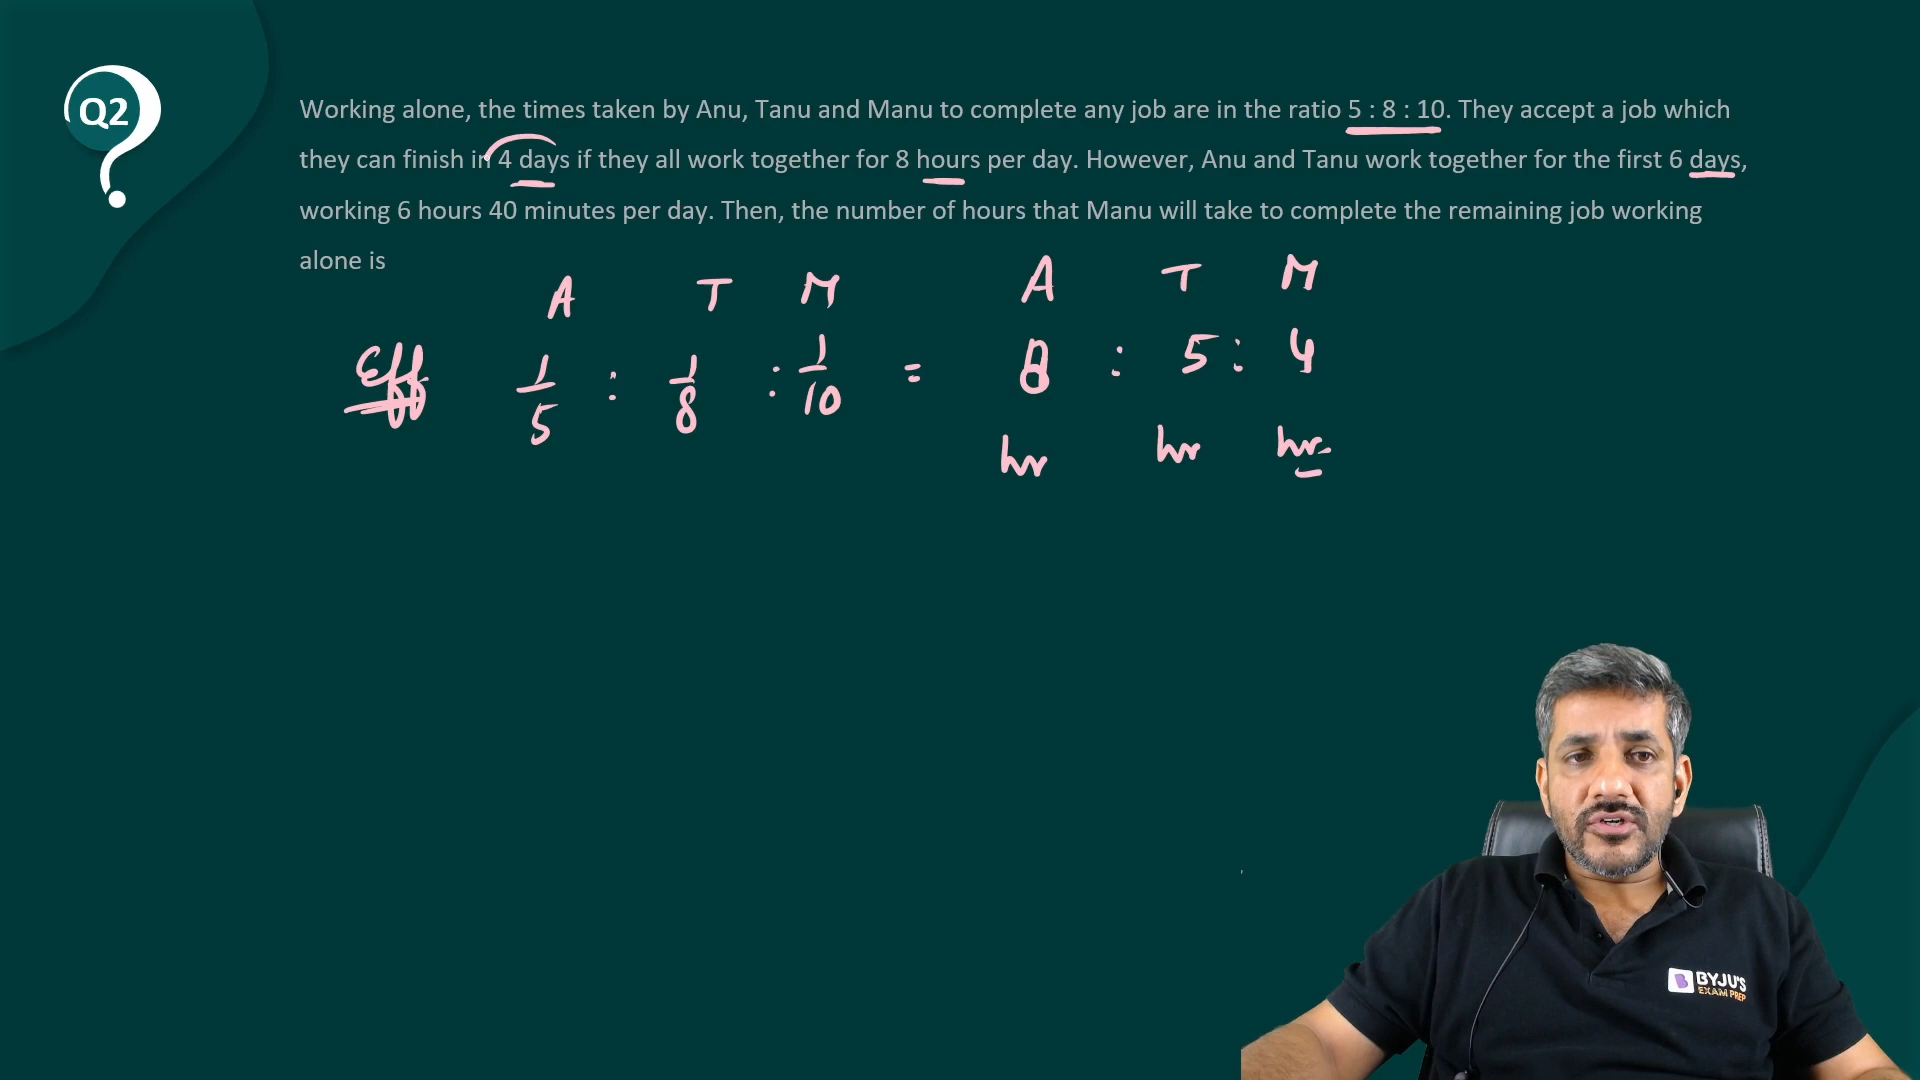 Q2
Working alone, the times taken by Anu, Tanu and Manu to complete any job are in the ratio 5 : 8 : 10. They accept a job which
they can finish in 4 days if they all work together for 8 hours per day. However, Anu and Tanu work together for the first 6 days,
working 6 hours 40 minutes per day. Then, the number of hours that Manu will take to complete the remaining job working
alone is
A T M A T M
Eff 1/5 : 1/8 : 1/10 = 8 : 5 : 4
hr hr hr
BYJU'S
EXAM PREP